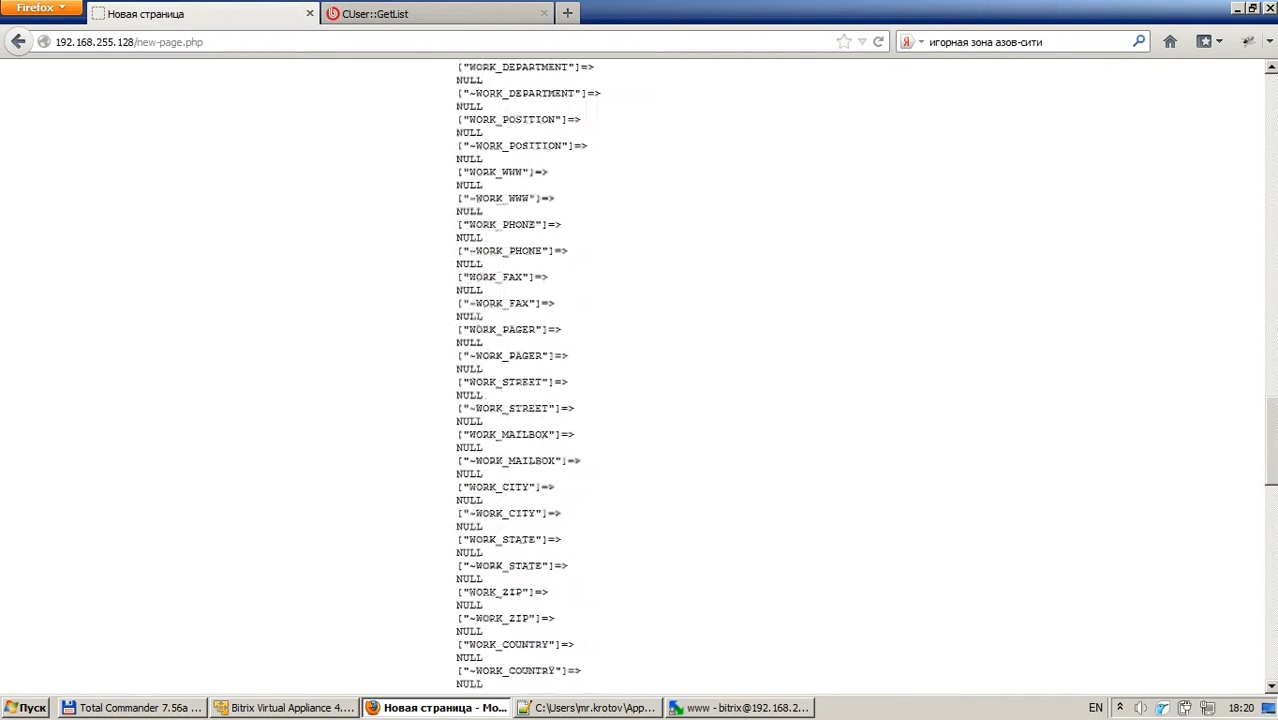 Firefox
Новая страница
CUser::GetList
192.168.255.128/new-page.php
игорная зона азов-сити
["WORK_DEPARTMENT"]=>
NULL
["~WORK_DEPARTMENT"]=>
NULL
["WORK_POSITION"]=>
NULL
["~WORK_POSITION"]=>
NULL
["WORK_WWW"]=>
NULL
["~WORK_WWW"]=>
NULL
["WORK_PHONE"]=>
NULL
["~WORK_PHONE"]=>
NULL
["WORK_FAX"]=>
NULL
["~WORK_FAX"]=>
NULL
["WORK_PAGER"]=>
NULL
["~WORK_PAGER"]=>
NULL
["WORK_STREET"]=>
NULL
["~WORK_STREET"]=>
NULL
["WORK_MAILBOX"]=>
NULL
["~WORK_MAILBOX"]=>
NULL
["WORK_CITY"]=>
NULL
["~WORK_CITY"]=>
NULL
["WORK_STATE"]=>
NULL
["~WORK_STATE"]=>
NULL
["WORK_ZIP"]=>
NULL
["~WORK_ZIP"]=>
NULL
["WORK_COUNTRY"]=>
NULL
["~WORK_COUNTRY"]=>
NULL
Пуск
Total Commander 7.56a ...
Bitrix Virtual Appliance 4....
Новая страница - Mo...
C:\Users\mr.krotov\App...
www - bitrix@192.168.2...
EN
18:20